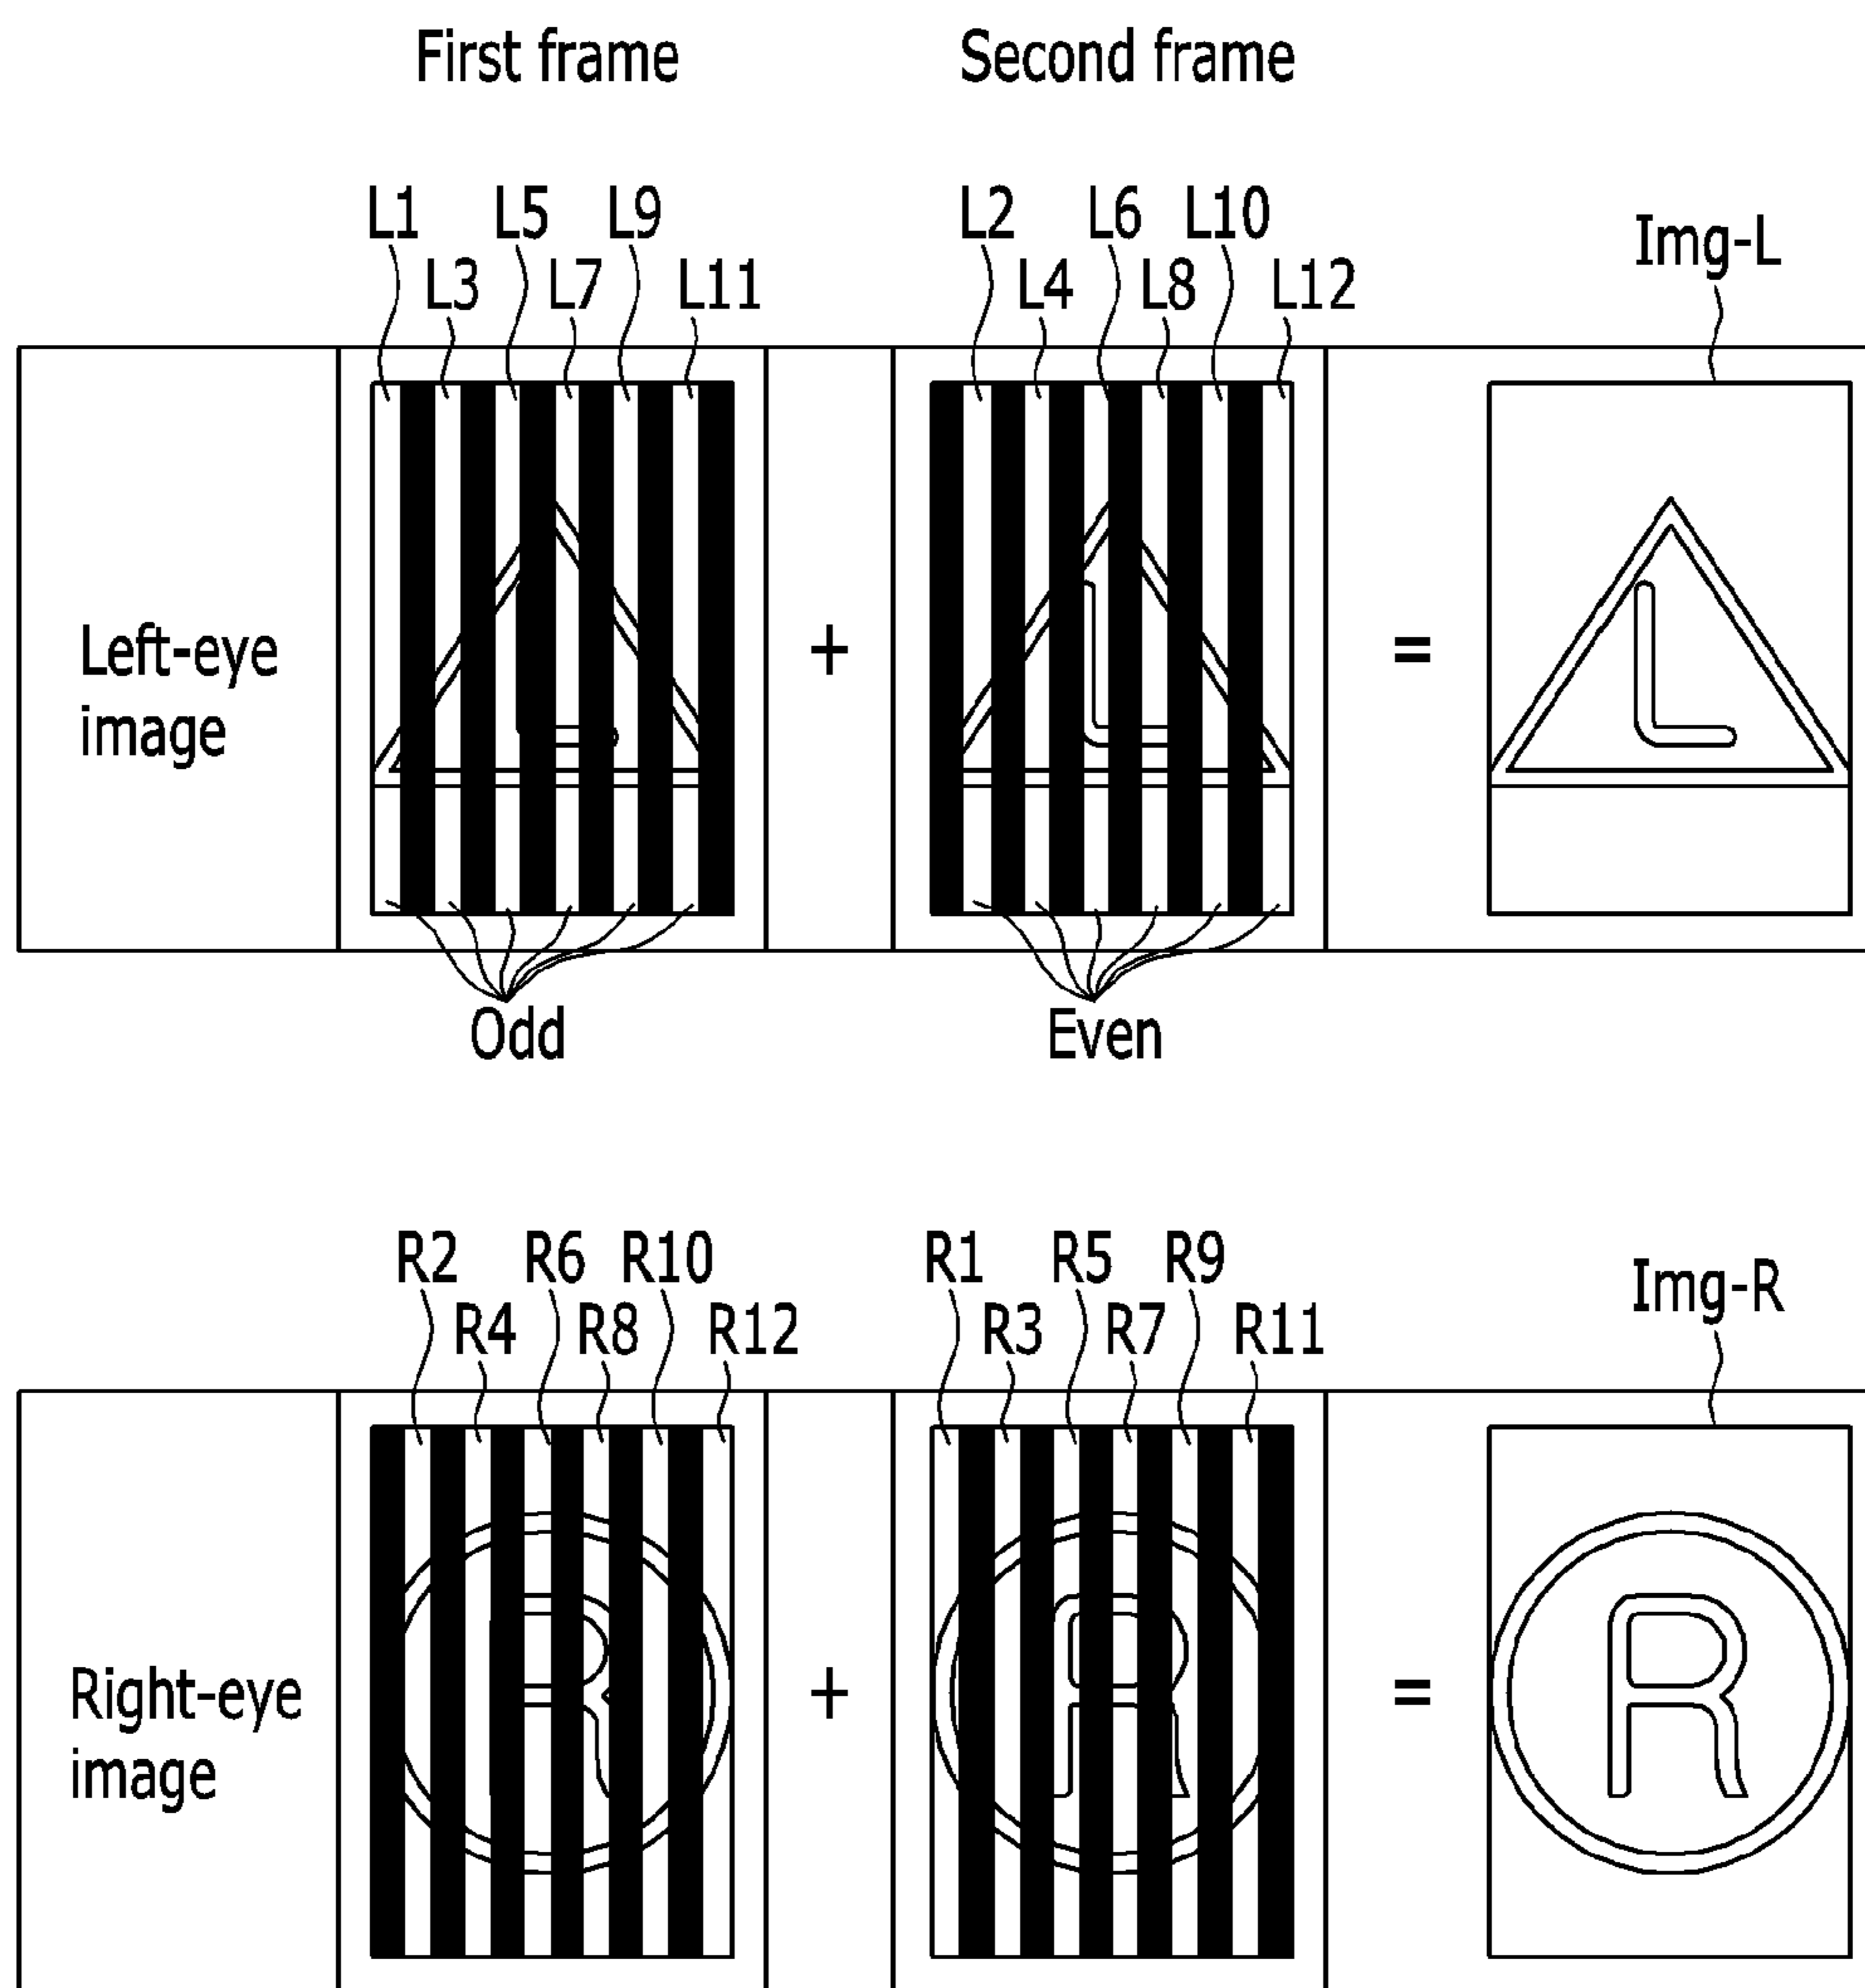 First frame Second frame
L1 L5 L9 L2 L6 L10 Img-L
L3 L7 L11 L4 L8 L12
Left-eye
image
+ =
L L L
Odd Even
R2 R6 R10 R1 R5 R9 Img-R
R4 R8 R12 R3 R7 R11
Right-eye
image
+ =
R R R